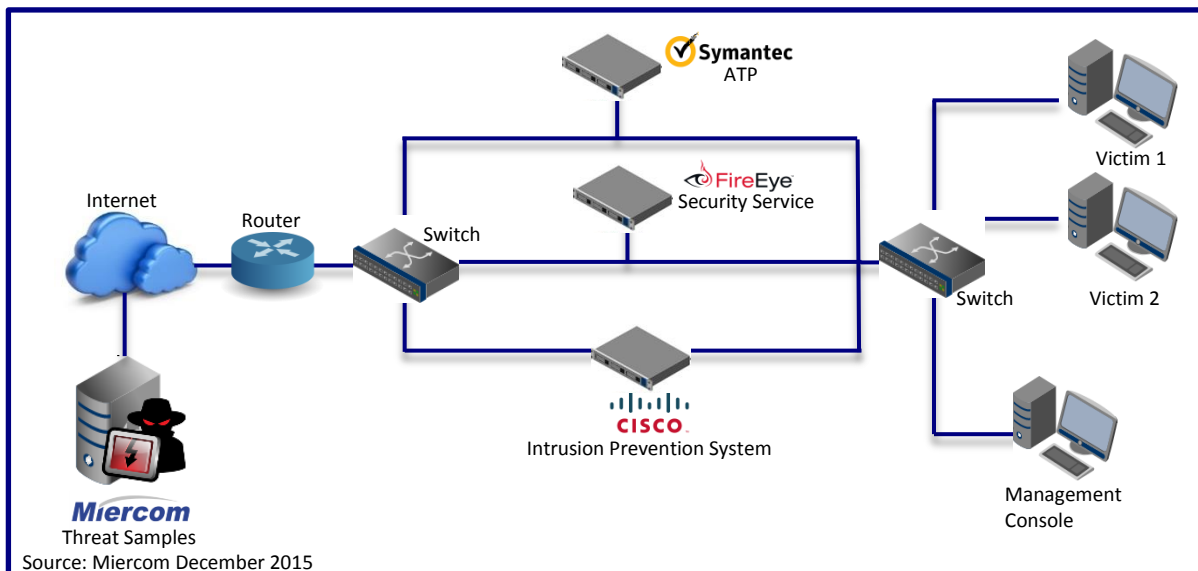 Symantec
ATP
Victim 1
FireEye
Security Service
Internet
Router
Switch
Switch
Victim 2
CISCO
Intrusion Prevention System
Miercom
Threat Samples
Management
Console
Source: Miercom December 2015